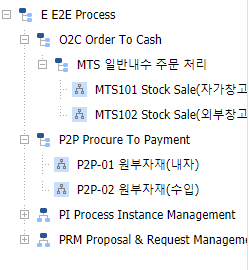 E E2E Process
O2C Order To Cash
MTS 일반내수 주문 처리
MTS101 Stock Sale(자가창고
MTS102 Stock Sale(외부창고
P2P Procure To Payment
P2P-01 원부자재(내자)
P2P-02 원부자재(수입)
PI Process Instance Management
PRM Proposal & Request Manageme